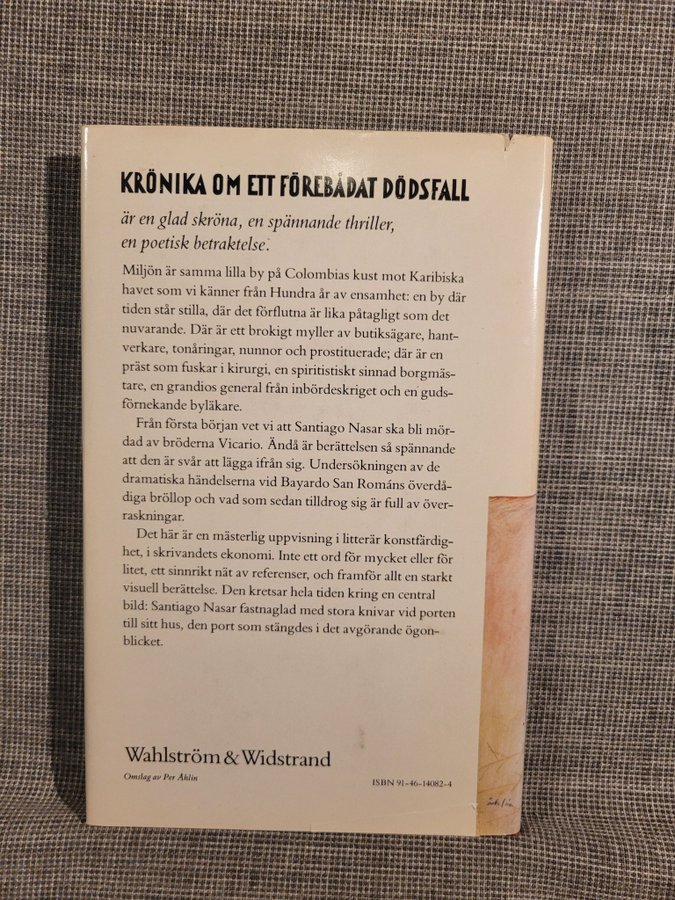 KRÖNIKA OM ETT FÖREBÅDAT DÖDSFALL
är en glad skröna, en spännande thriller,
en poetisk betraktelse.
Miljön är samma lilla by på Colombias kust mot Karibiska
havet som vi känner från Hundra år av ensamhet: en by där
tiden står stilla, där det förflutna är lika påtagligt som det
nuvarande. Där är ett brokigt myller av butiksägare, hant-
verkare, tonåringar, nunnor och prostituerade; där är en
präst som fuskar i kirurgi, en spiritistiskt sinnad borgmäs-
tare, en grandios general från inbördeskriget och en guds-
förnekande byläkare.
Från första början vet vi att Santiago Nasar ska bli mör-
dad av bröderna Vicario. Ändå är berättelsen så spännande
att den är svår att lägga ifrån sig. Undersökningen av de
dramatiska händelserna vid Bayardo San Románs överdå-
diga bröllop och vad som sedan tilldrog sig är full av över-
raskningar.
Det här är en mästerlig uppvisning i litterär konstfärdig-
het, i skrivandets ekonomi. Inte ett ord för mycket eller för
litet, ett sinnrikt nät av referenser, och framför allt en starkt
visuell berättelse. Den kretsar hela tiden kring en central
bild: Santiago Nasar fastnaglad med stora knivar vid porten
till sitt hus, den port som stängdes i det avgörande ögon-
blicket.
Wahlström & Widstrand
Omslag av Per Åhlin
ISBN 91-46-14082-4